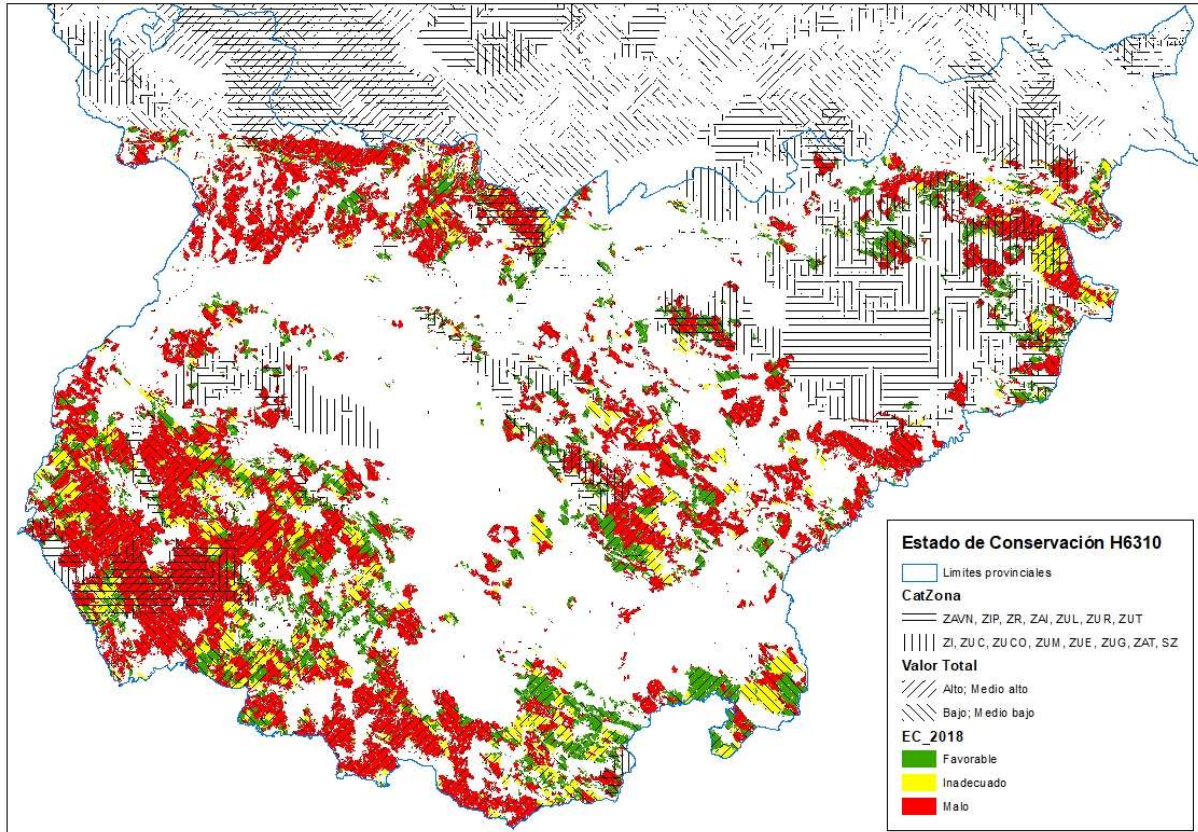 Estado de Conservación H6310
Limites provinciales
CatZona
ZAVN, ZIP, ZR, ZAI, ZUL, ZUR, ZUT
ZI, ZUC, ZUCO, ZUM, ZUE, ZUG, ZAT, SZ
Valor Total
Alto; Medio alto
Bajo; Medio bajo
EC_2018
Favorable
Inadecuado
Malo